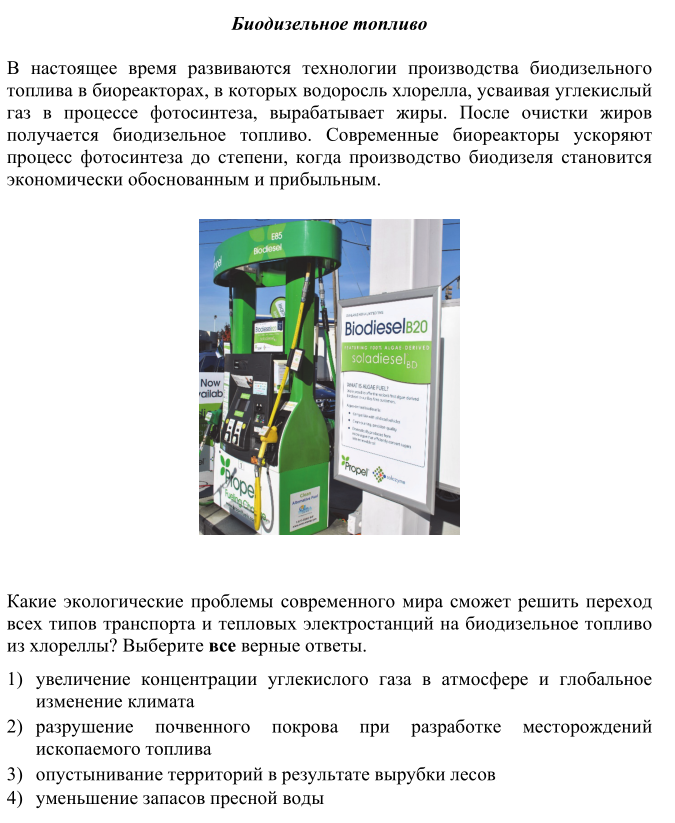 Биодизельное топливо
В настоящее время развиваются технологии производства биодизельного
топлива в биореакторах, в которых водоросль хлорелла, усваивая углекислый
газ в процессе фотосинтеза, вырабатывает жиры. После очистки жиров
получается биодизельное топливо. Современные биореакторы ускоряют
процесс фотосинтеза до степени, когда производство биодизеля становится
экономически обоснованным и прибыльным.
E85
Biodiesel
BiodieselB20
soladieselBD
WHAT IS ALGAE FUEL?
Now
Propel
Propel
Какие экологические проблемы современного мира сможет решить переход
всех типов транспорта и тепловых электростанций на биодизельное топливо
из хлореллы? Выберите все верные ответы.
1) увеличение концентрации углекислого газа в атмосфере и глобальное
изменение климата
2) разрушение почвенного покрова при разработке месторождений
ископаемого топлива
3) опустынивание территорий в результате вырубки лесов
4) уменьшение запасов пресной воды